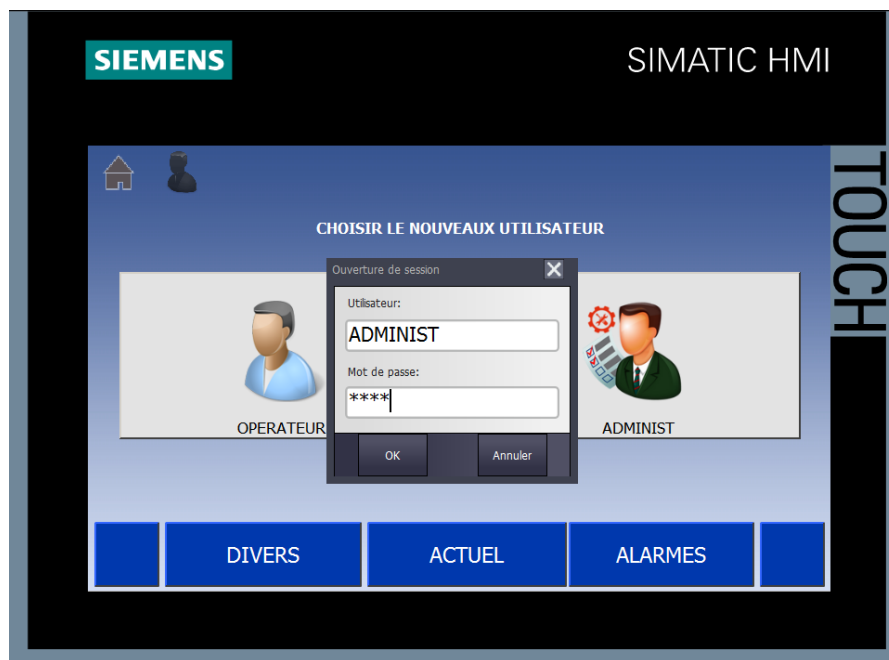 SIEMENS
SIMATIC HMI
TOUCH
CHOISIR LE NOUVEAUX UTILISATEUR
Ouverture de session
Utilisateur:
ADMINIST
Mot de passe:
****
OK
Annuler
OPERATEUR
ADMINIST
DIVERS
ACTUEL
ALARMES